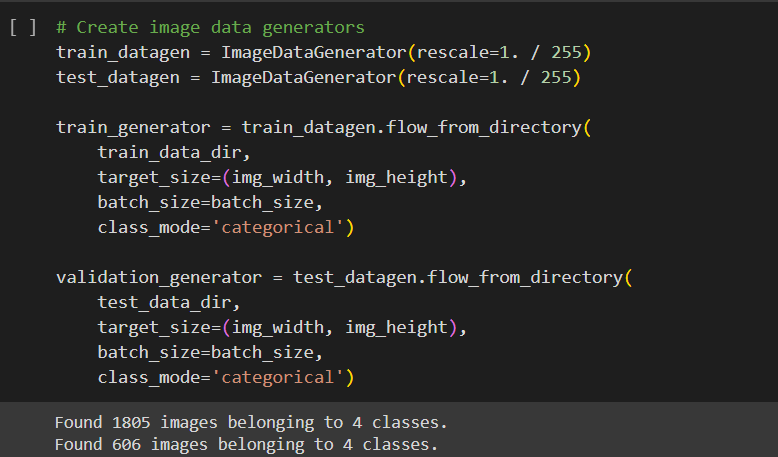 [ ] # Create image data generators
train_datagen = ImageDataGenerator(rescale=1. / 255)
test_datagen = ImageDataGenerator(rescale=1. / 255)
train_generator = train_datagen.flow_from_directory(
train_data_dir,
target_size=(img_width, img_height),
batch_size=batch_size,
class_mode='categorical')
validation_generator = test_datagen.flow_from_directory(
test_data_dir,
target_size=(img_width, img_height),
batch_size=batch_size,
class_mode='categorical')
Found 1805 images belonging to 4 classes.
Found 606 images belonging to 4 classes.